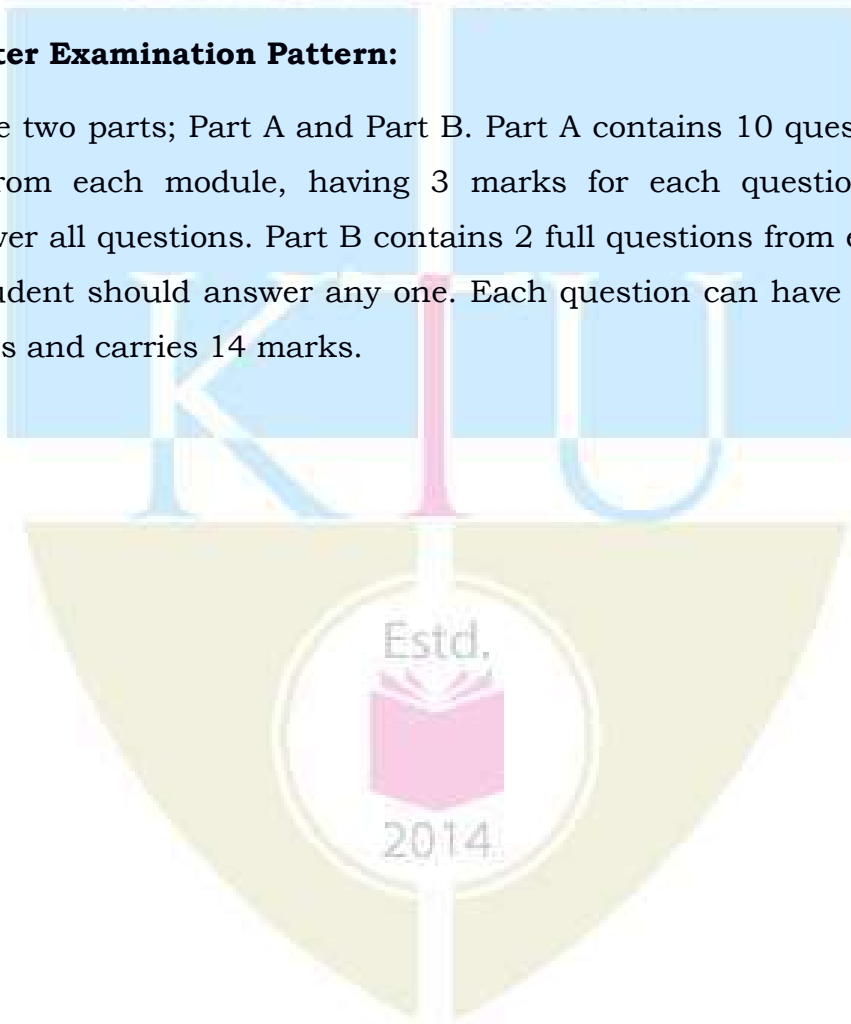 ter Examination Pattern:
e two parts; Part A and Part B. Part A contains 10 ques
rom each module, having 3 marks for each questio
ver all questions. Part B contains 2 full questions from e
udent should answer any one. Each question can have
s and carries 14 marks.
KTU
Estd.
2014